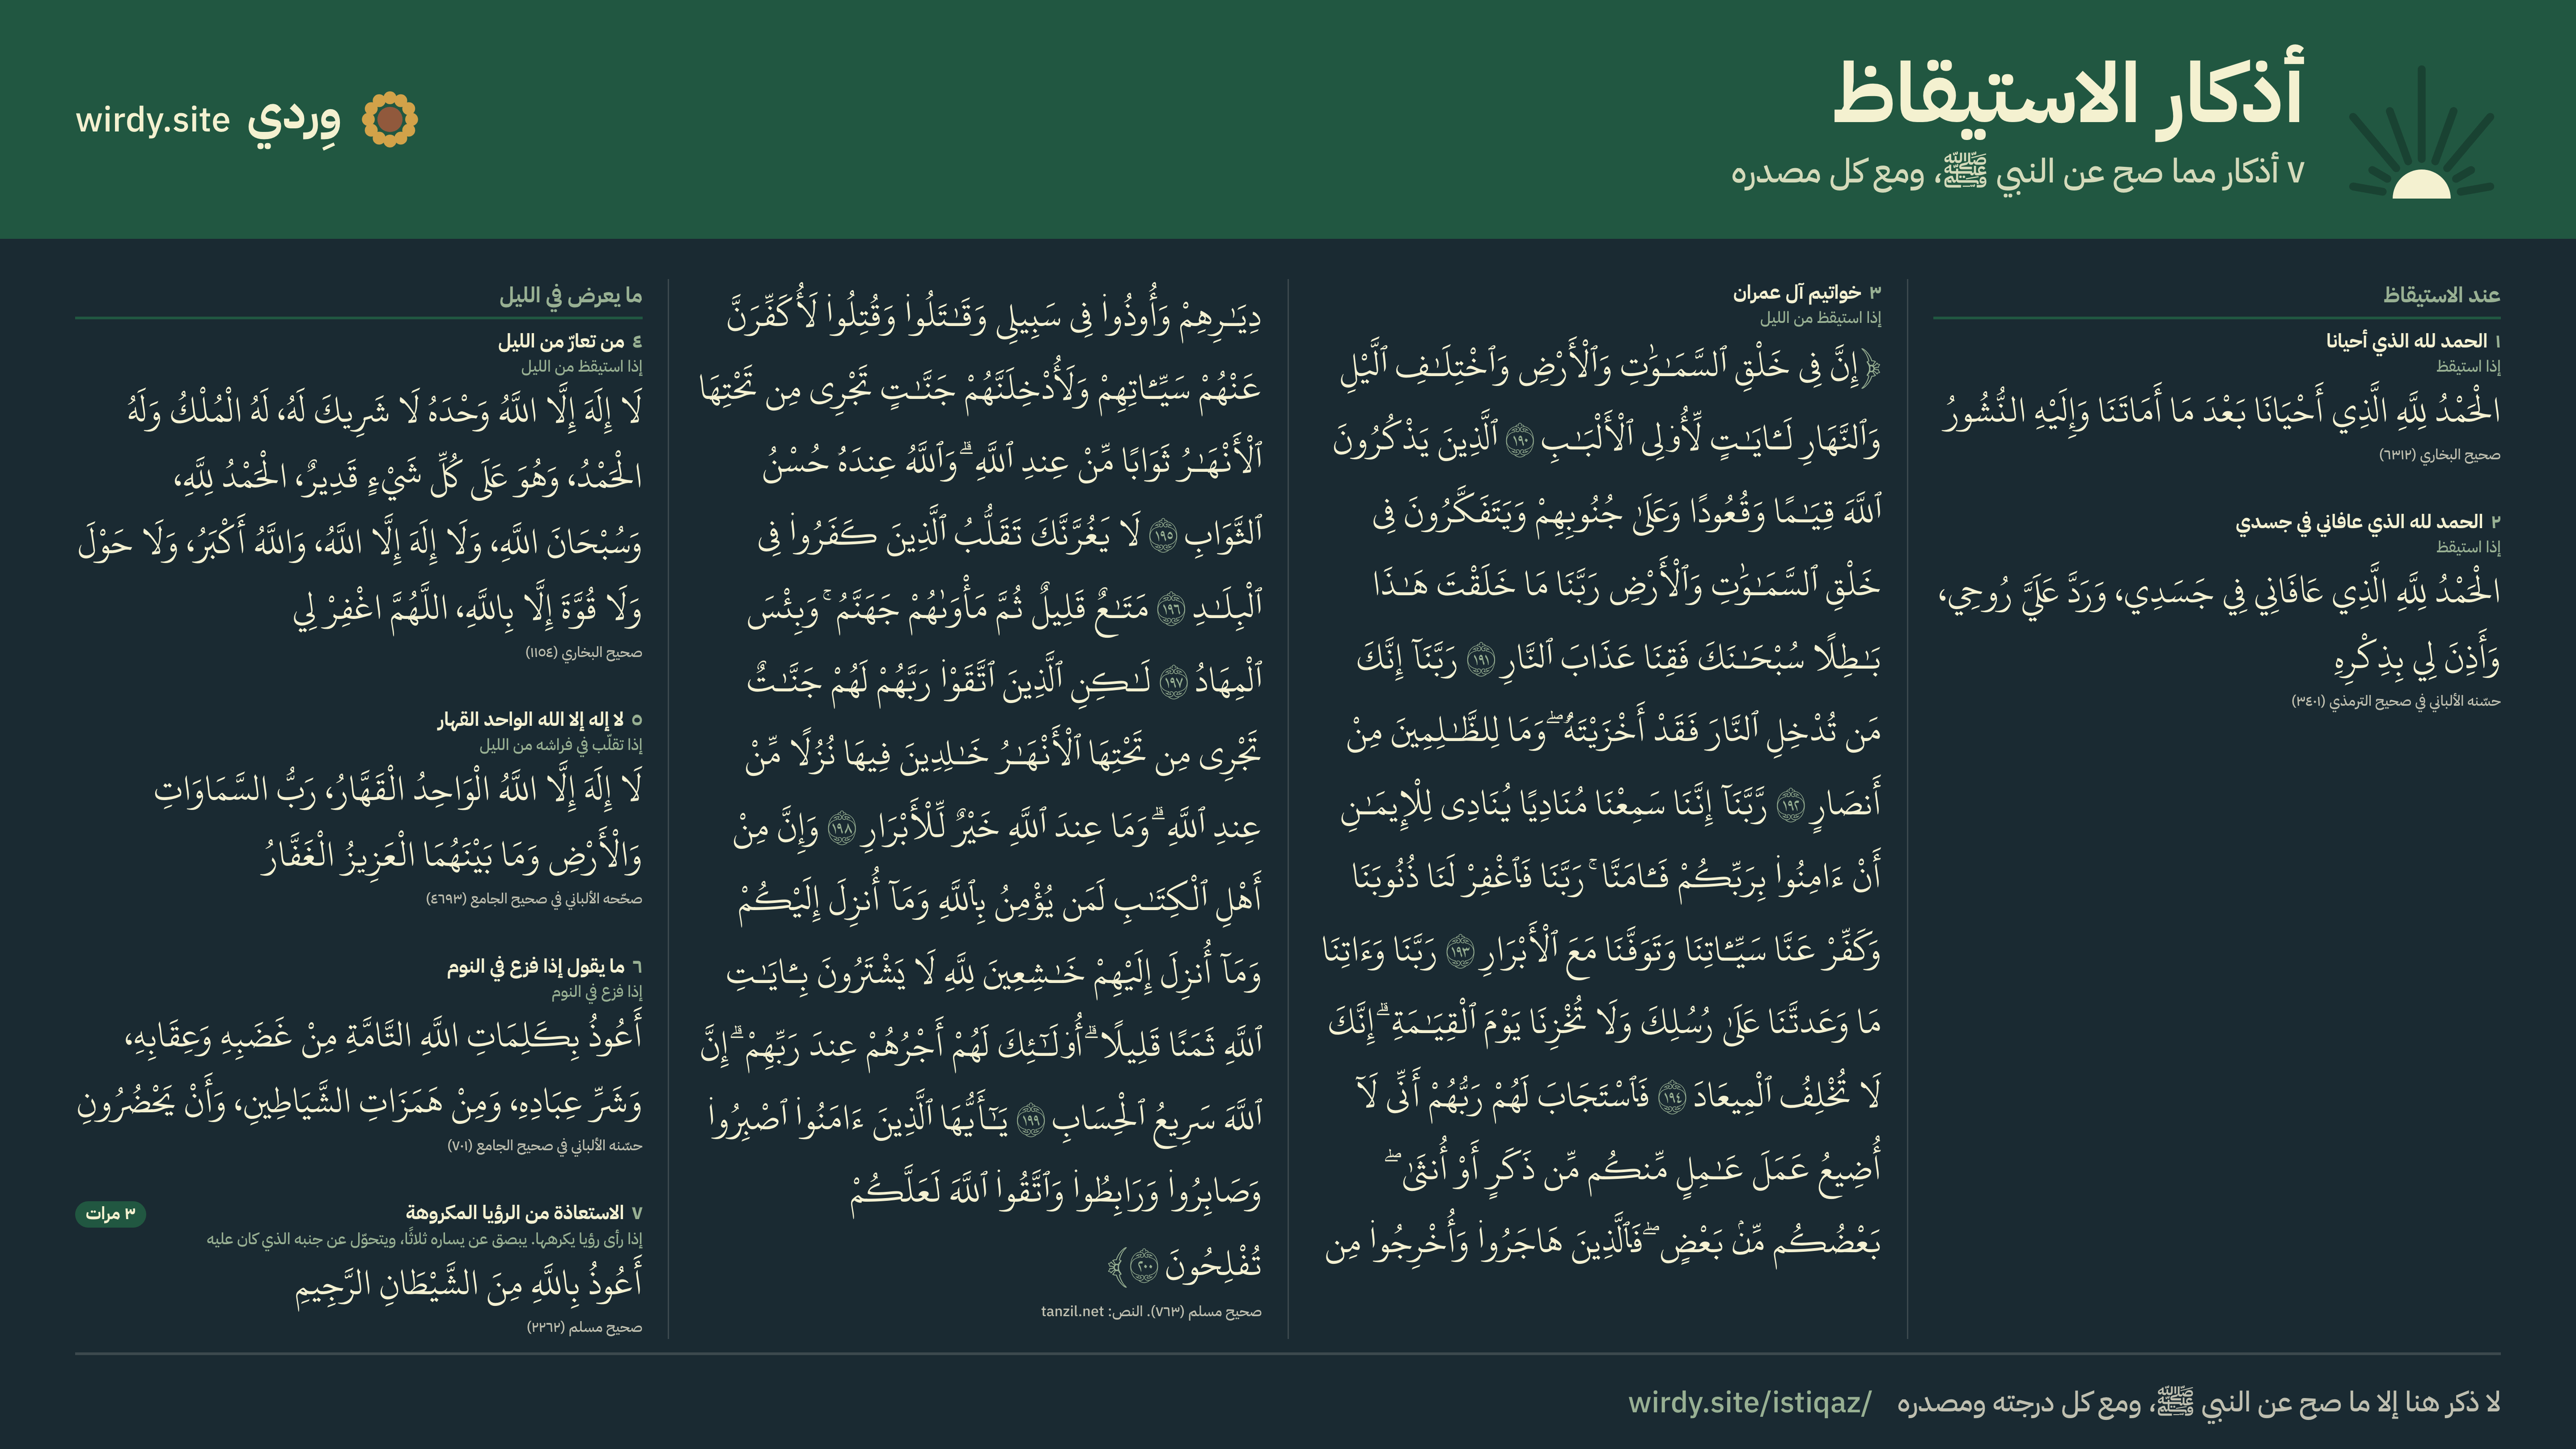 أذكار الاستيقاظ
٧ أذكار مما صح عن النبي ﷺ، ومع كل مصدره
وِردي wirdy.site
عند الاستيقاظ
١ الحمد لله الذي أحيانا
إذا استيقظ
الْحَمْدُ لِلَّهِ الَّذِي أَحْيَانَا بَعْدَ مَا أَمَاتَنَا وَإِلَيْهِ النُّشُورُ
صحيح البخاري (٦٣١٢)
٢ الحمد لله الذي عافاني في جسدي
إذا استيقظ
الْحَمْدُ لِلَّهِ الَّذِي عَافَانِي فِي جَسَدِي، وَرَدَّ عَلَيَّ رُوحِي،
وَأَذِنَ لِي بِذِكْرِهِ
حسّنه الألباني في صحيح الترمذي (٣٤٠١)
٣ خواتيم آل عمران
إذا استيقظ من الليل
﴿إِنَّ فِى خَلْقِ ٱلسَّمَـٰوَٰتِ وَٱلْأَرْضِ وَٱخْتِلَـٰفِ ٱلَّيْلِ
وَٱلنَّهَارِ لَـَٔايَـٰتٍ لِّأُو۟لِى ٱلْأَلْبَـٰبِ ١٩٠ ٱلَّذِينَ يَذْكُرُونَ
ٱللَّهَ قِيَـٰمًا وَقُعُودًا وَعَلَىٰ جُنُوبِهِمْ وَيَتَفَكَّرُونَ فِى
خَلْقِ ٱلسَّمَـٰوَٰتِ وَٱلْأَرْضِ رَبَّنَا مَا خَلَقْتَ هَـٰذَا
بَـٰطِلًا سُبْحَـٰنَكَ فَقِنَا عَذَابَ ٱلنَّارِ ١٩١ رَبَّنَآ إِنَّكَ
مَن تُدْخِلِ ٱلنَّارَ فَقَدْ أَخْزَيْتَهُۥ ۖ وَمَا لِلظَّـٰلِمِينَ مِنْ
أَنصَارٍ ١٩٢ رَّبَّنَآ إِنَّنَا سَمِعْنَا مُنَادِيًا يُنَادِى لِلْإِيمَـٰنِ
أَنْ ءَامِنُوا۟ بِرَبِّكُمْ فَـَٔامَنَّا ۚ رَبَّنَا فَٱغْفِرْ لَنَا ذُنُوبَنَا
وَكَفِّرْ عَنَّا سَيِّـَٔاتِنَا وَتَوَفَّنَا مَعَ ٱلْأَبْرَارِ ١٩٣ رَبَّنَا وَءَاتِنَا
مَا وَعَدتَّنَا عَلَىٰ رُسُلِكَ وَلَا تُخْزِنَا يَوْمَ ٱلْقِيَـٰمَةِ ۗ إِنَّكَ
لَا تُخْلِفُ ٱلْمِيعَادَ ١٩٤ فَٱسْتَجَابَ لَهُمْ رَبُّهُمْ أَنِّى لَآ
أُضِيعُ عَمَلَ عَـٰمِلٍ مِّنكُم مِّن ذَكَرٍ أَوْ أُنثَىٰ ۖ
بَعْضُكُم مِّنۢ بَعْضٍ ۖ فَٱلَّذِينَ هَاجَرُوا۟ وَأُخْرِجُوا۟ مِن
دِيَـٰرِهِمْ وَأُوذُوا۟ فِى سَبِيلِى وَقَـٰتَلُوا۟ وَقُتِلُوا۟ لَأُكَفِّرَنَّ
عَنْهُمْ سَيِّـَٔاتِهِمْ وَلَأُدْخِلَنَّهُمْ جَنَّـٰتٍ تَجْرِى مِن تَحْتِهَا
ٱلْأَنْهَـٰرُ ثَوَابًا مِّنْ عِندِ ٱللَّهِ ۗ وَٱللَّهُ عِندَهُۥ حُسْنُ
ٱلثَّوَابِ ١٩٥ لَا يَغُرَّنَّكَ تَقَلُّبُ ٱلَّذِينَ كَفَرُوا۟ فِى
ٱلْبِلَـٰدِ ١٩٦ مَتَـٰعٌ قَلِيلٌ ثُمَّ مَأْوَىٰهُمْ جَهَنَّمُ ۚ وَبِئْسَ
ٱلْمِهَادُ ١٩٧ لَـٰكِنِ ٱلَّذِينَ ٱتَّقَوْا۟ رَبَّهُمْ لَهُمْ جَنَّـٰتٌ
تَجْرِى مِن تَحْتِهَا ٱلْأَنْهَـٰرُ خَـٰلِدِينَ فِيهَا نُزُلًا مِّنْ
عِندِ ٱللَّهِ ۗ وَمَا عِندَ ٱللَّهِ خَيْرٌ لِّلْأَبْرَارِ ١٩٨ وَإِنَّ مِنْ
أَهْلِ ٱلْكِتَـٰبِ لَمَن يُؤْمِنُ بِٱللَّهِ وَمَآ أُنزِلَ إِلَيْكُمْ
وَمَآ أُنزِلَ إِلَيْهِمْ خَـٰشِعِينَ لِلَّهِ لَا يَشْتَرُونَ بِـَٔايَـٰتِ
ٱللَّهِ ثَمَنًا قَلِيلًا ۗ أُو۟لَـٰٓئِكَ لَهُمْ أَجْرُهُمْ عِندَ رَبِّهِمْ ۗ إِنَّ
ٱللَّهَ سَرِيعُ ٱلْحِسَابِ ١٩٩ يَـٰٓأَيُّهَا ٱلَّذِينَ ءَامَنُوا۟ ٱصْبِرُوا۟
وَصَابِرُوا۟ وَرَابِطُوا۟ وَٱتَّقُوا۟ ٱللَّهَ لَعَلَّكُمْ
تُفْلِحُونَ ٢٠٠﴾
صحيح مسلم (٧٦٣). النص: tanzil.net
ما يعرض في الليل
٤ من تعارّ من الليل
إذا استيقظ من الليل
لَا إِلَهَ إِلَّا اللَّهُ وَحْدَهُ لَا شَرِيكَ لَهُ، لَهُ الْمُلْكُ وَلَهُ
الْحَمْدُ، وَهُوَ عَلَى كُلِّ شَيْءٍ قَدِيرٌ، الْحَمْدُ لِلَّهِ،
وَسُبْحَانَ اللَّهِ، وَلَا إِلَهَ إِلَّا اللَّهُ، وَاللَّهُ أَكْبَرُ، وَلَا حَوْلَ
وَلَا قُوَّةَ إِلَّا بِاللَّهِ، اللَّهُمَّ اغْفِرْ لِي
صحيح البخاري (١١٥٤)
٥ لا إله إلا الله الواحد القهار
إذا تقلّب في فراشه من الليل
لَا إِلَهَ إِلَّا اللَّهُ الْوَاحِدُ الْقَهَّارُ، رَبُّ السَّمَاوَاتِ
وَالْأَرْضِ وَمَا بَيْنَهُمَا الْعَزِيزُ الْغَفَّارُ
صحّحه الألباني في صحيح الجامع (٤٦٩٣)
٦ ما يقول إذا فزع في النوم
إذا فزع في النوم
أَعُوذُ بِكَلِمَاتِ اللَّهِ التَّامَّةِ مِنْ غَضَبِهِ وَعِقَابِهِ،
وَشَرِّ عِبَادِهِ، وَمِنْ هَمَزَاتِ الشَّيَاطِينِ، وَأَنْ يَحْضُرُونِ
حسّنه الألباني في صحيح الجامع (٧٠١)
٧ الاستعاذة من الرؤيا المكروهة ٣ مرات
إذا رأى رؤيا يكرهها. يبصق عن يساره ثلاثًا، ويتحوّل عن جنبه الذي كان عليه
أَعُوذُ بِاللَّهِ مِنَ الشَّيْطَانِ الرَّجِيمِ
صحيح مسلم (٢٢٦٢)
لا ذكر هنا إلا ما صح عن النبي ﷺ، ومع كل درجته ومصدره wirdy.site/istiqaz/